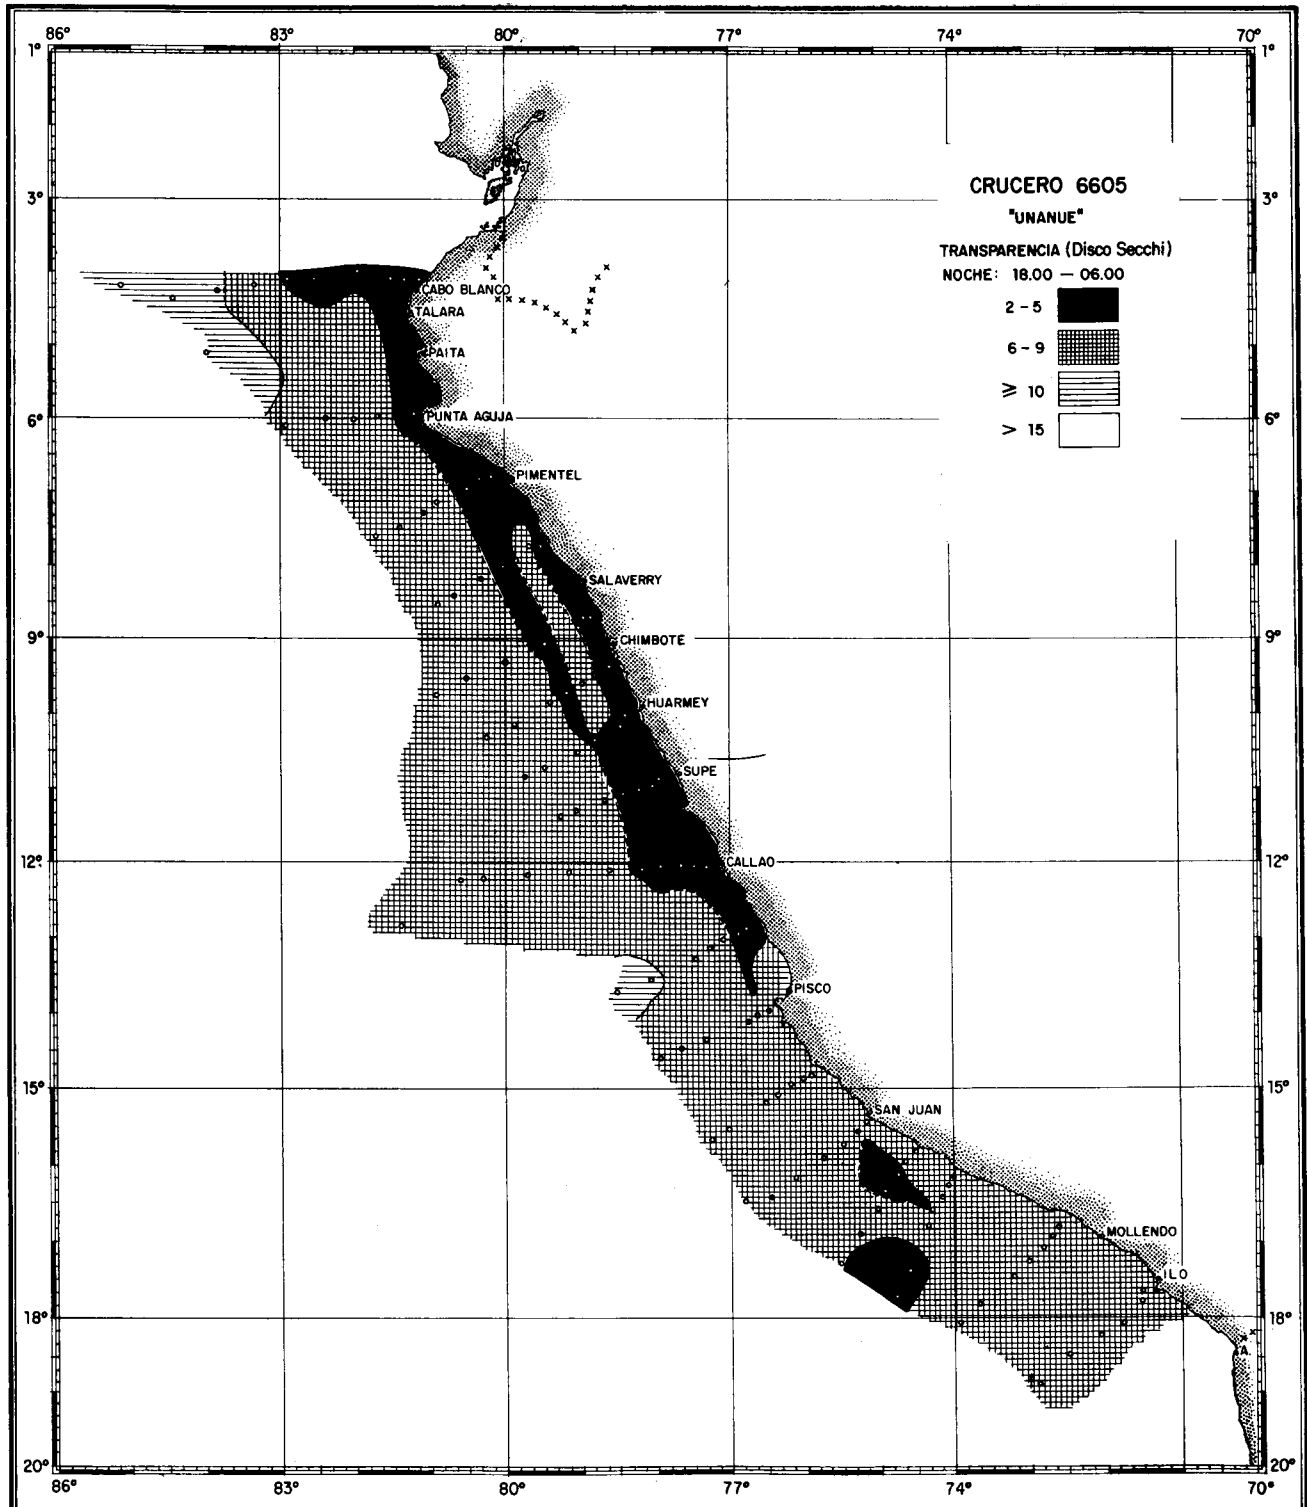 86° 83° 80° 77° 74° 70°
1° 1°
CRUCERO 6605
3° 3°
"UNANUE"
TRANSPARENCIA (Disco Secchi)
NOCHE: 18.00 — 06.00
CABO BLANCO
2 - 5
TALARA
6 - 9
PAITA
≥ 10
6° PUNTA AGUJA 6°
> 15
PIMENTEL
SALAVERRY
9° CHIMBOTE 9°
HUARMEY
SUPE
12° CALLAO 12°
PISCO
15° 15°
SAN JUAN
MOLLENDO
ILO
18° 18°
A.
20° 20°
86° 83° 80° 77° 74° 70°